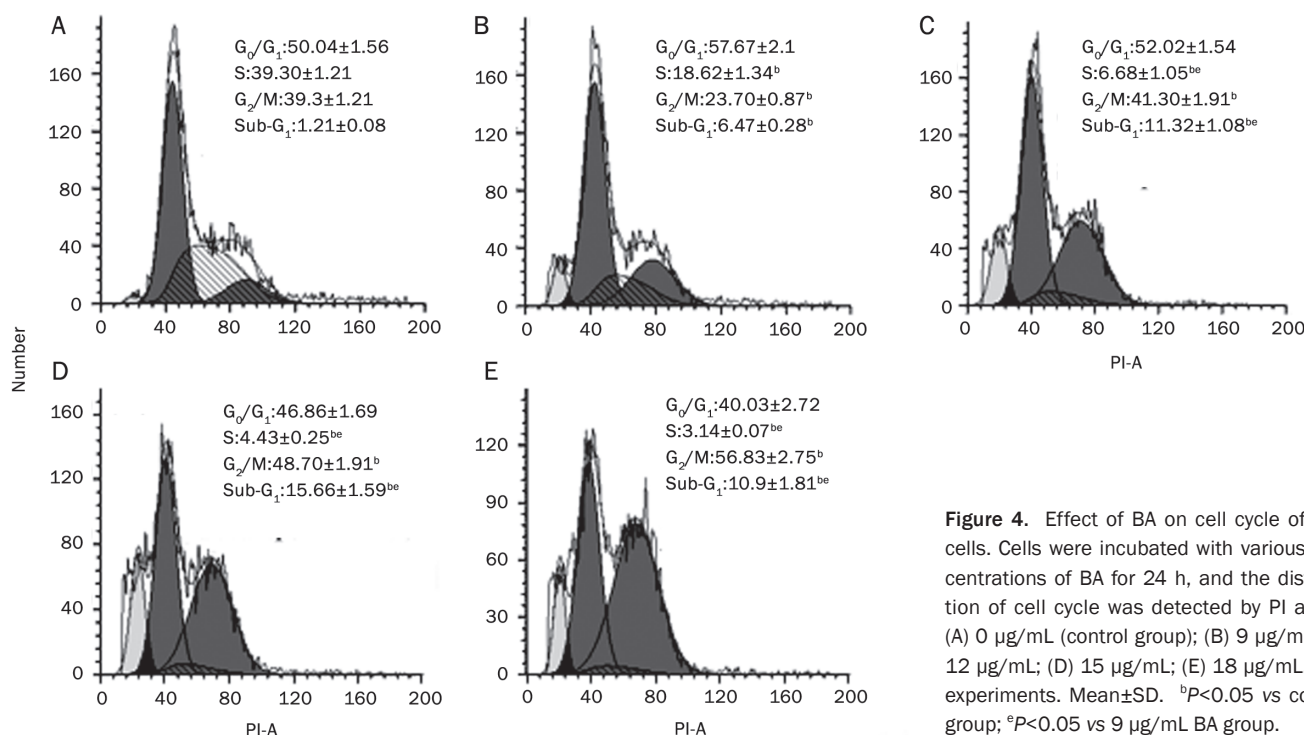 A
G0/G1:50.04±1.56
S:39.30±1.21
G2/M:39.3±1.21
Sub-G1:1.21±0.08
160
120
80
40
0
0 40 80 120 160 200
B
G0/G1:57.67±2.1
S:18.62±1.34b
G2/M:23.70±0.87b
Sub-G1:6.47±0.28b
160
120
80
40
0
0 40 80 120 160 200
C
G0/G1:52.02±1.54
S:6.68±1.05be
G2/M:41.30±1.91b
Sub-G1:11.32±1.08be
160
120
80
40
0
0 40 80 120 160 200
PI-A
Number
D
G0/G1:46.86±1.69
S:4.43±0.25be
G2/M:48.70±1.91b
Sub-G1:15.66±1.59be
160
120
80
40
0
0 40 80 120 160 200
PI-A
E
G0/G1:40.03±2.72
S:3.14±0.07be
G2/M:56.83±2.75b
Sub-G1:10.9±1.81be
120
90
60
30
0
0 40 80 120 160 200
PI-A
Figure 4. Effect of BA on cell cycle of
cells. Cells were incubated with various
centrations of BA for 24 h, and the dis
tion of cell cycle was detected by PI a
(A) 0 µg/mL (control group); (B) 9 µg/m
12 µg/mL; (D) 15 µg/mL; (E) 18 µg/mL
experiments. Mean±SD. bP<0.05 vs co
group; eP<0.05 vs 9 µg/mL BA group.